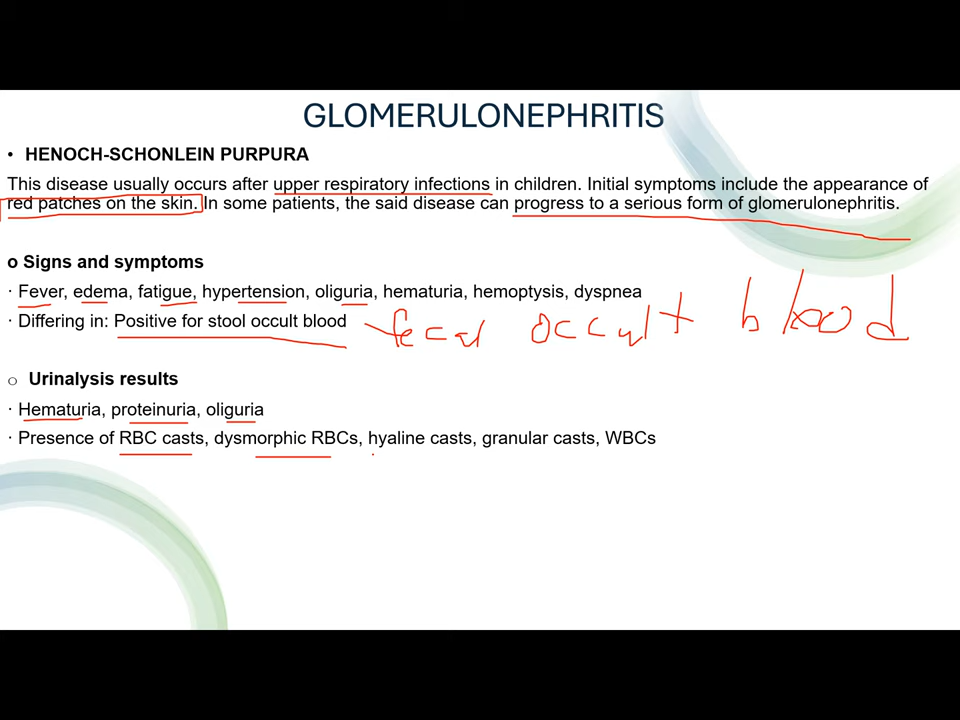 GLOMERULONEPHRITIS
• HENOCH-SCHONLEIN PURPURA
This disease usually occurs after upper respiratory infections in children. Initial symptoms include the appearance of
red patches on the skin. In some patients, the said disease can progress to a serious form of glomerulonephritis.
o Signs and symptoms
· Fever, edema, fatigue, hypertension, oliguria, hematuria, hemoptysis, dyspnea
· Differing in: Positive for stool occult blood
fecal occult blood
o Urinalysis results
· Hematuria, proteinuria, oliguria
· Presence of RBC casts, dysmorphic RBCs, hyaline casts, granular casts, WBCs